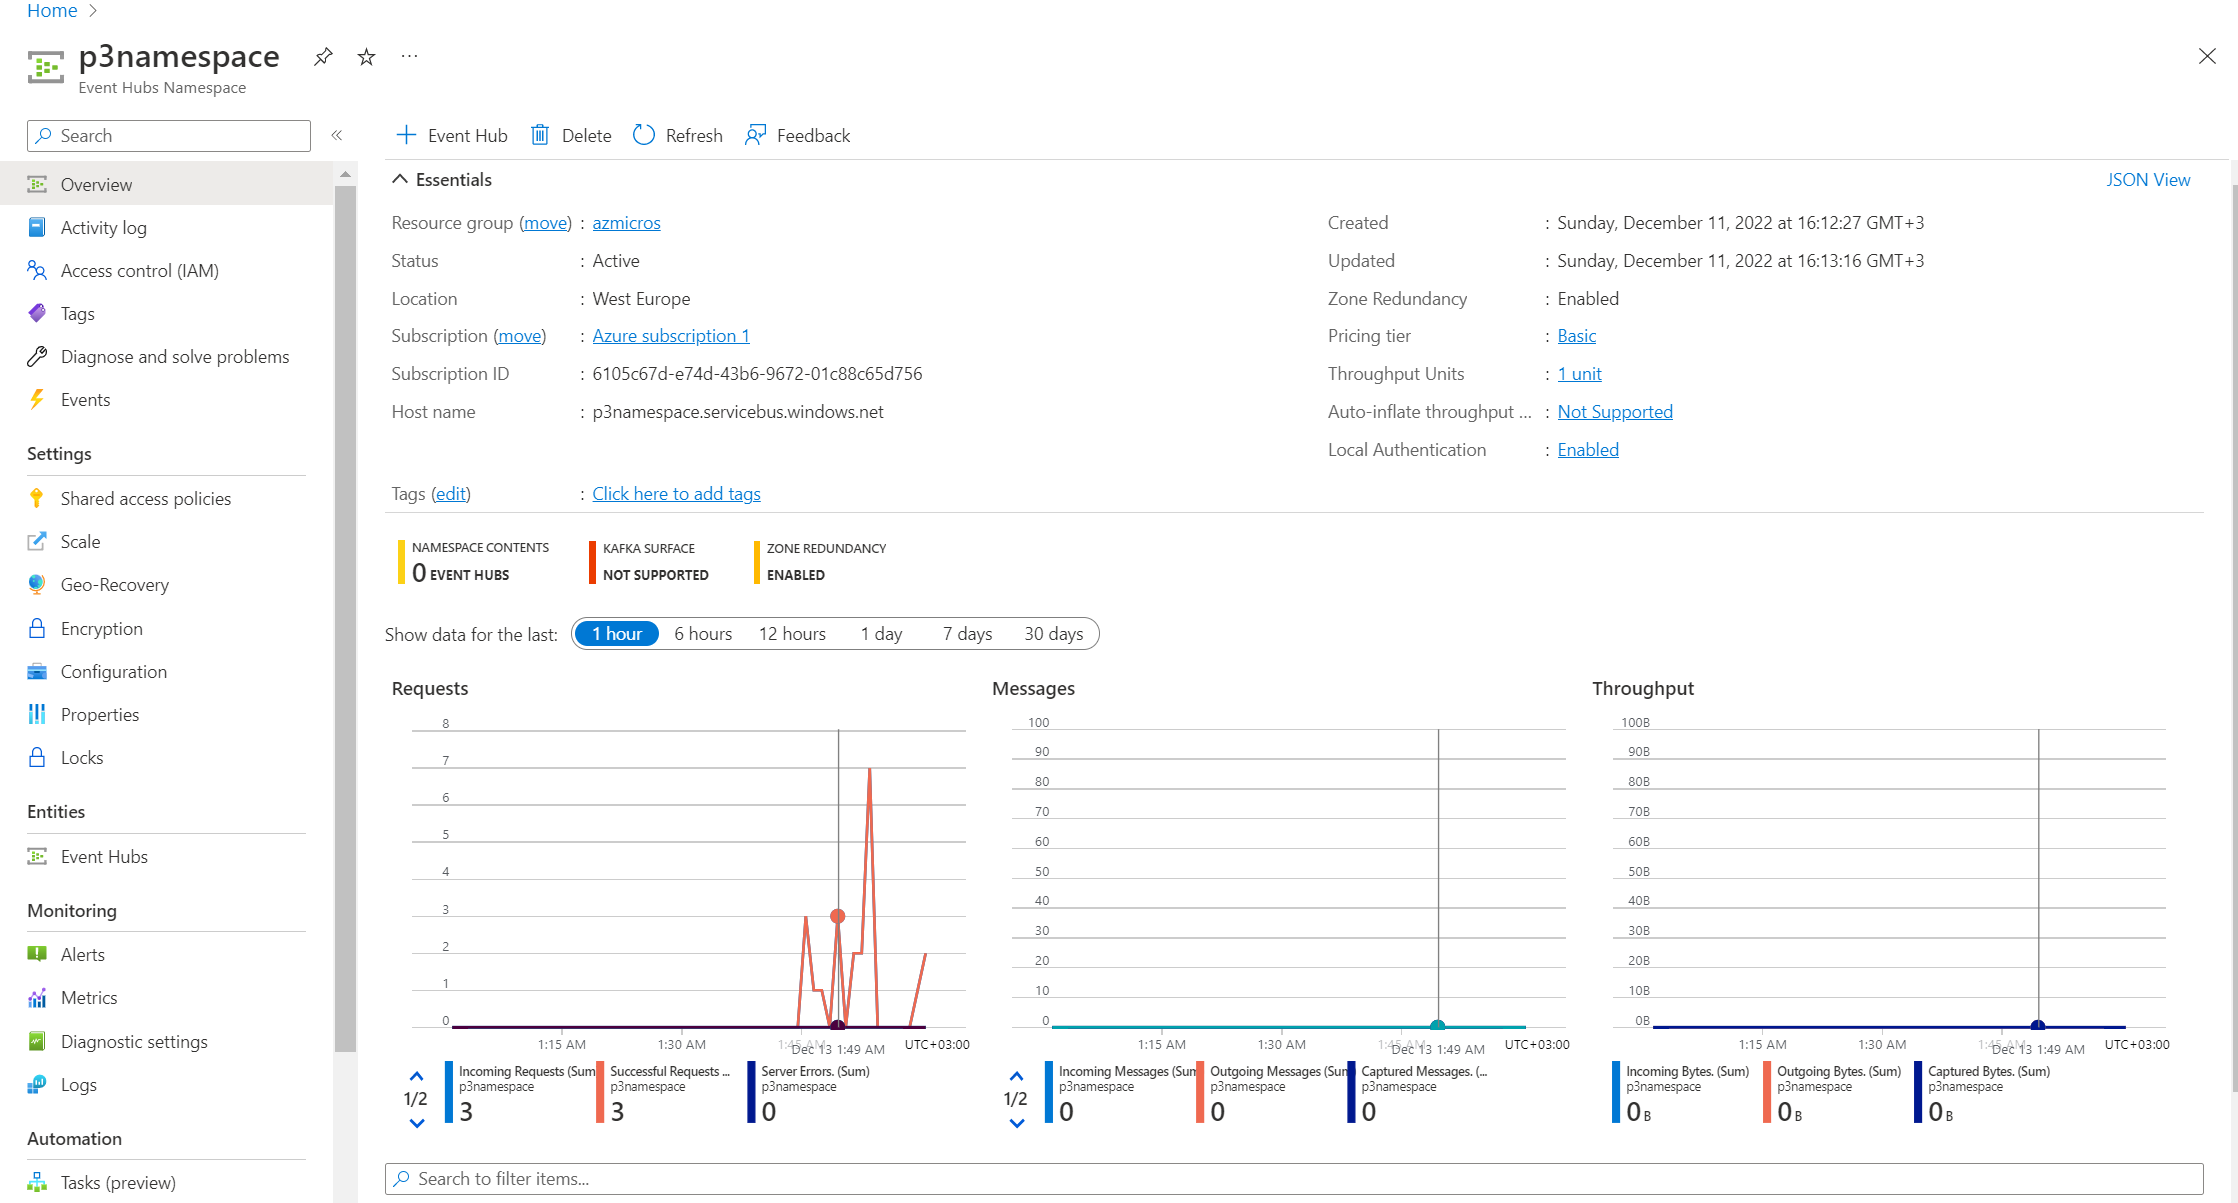 Home
p3namespace
Event Hubs Namespace
Search
Event Hub Delete Refresh Feedback
Overview
Activity log
Access control (IAM)
Tags
Diagnose and solve problems
Events
Settings
Shared access policies
Scale
Geo-Recovery
Encryption
Configuration
Properties
Locks
Entities
Event Hubs
Monitoring
Alerts
Metrics
Diagnostic settings
Logs
Automation
Tasks (preview)
Essentials
JSON View
Resource group (move) : azmicros
Status : Active
Location : West Europe
Subscription (move) : Azure subscription 1
Subscription ID : 6105c67d-e74d-43b6-9672-01c88c65d756
Host name : p3namespace.servicebus.windows.net
Created : Sunday, December 11, 2022 at 16:12:27 GMT+3
Updated : Sunday, December 11, 2022 at 16:13:16 GMT+3
Zone Redundancy : Enabled
Pricing tier : Basic
Throughput Units : 1 unit
Auto-inflate throughput ... : Not Supported
Local Authentication : Enabled
Tags (edit) : Click here to add tags
NAMESPACE CONTENTS
0 EVENT HUBS
KAFKA SURFACE
NOT SUPPORTED
ZONE REDUNDANCY
ENABLED
Show data for the last: 1 hour 6 hours 12 hours 1 day 7 days 30 days
Requests
8
7
6
5
4
3
2
1
0
1:15 AM 1:30 AM 1:45 AM Dec 13 1:49 AM UTC+03:00
1/2
Incoming Requests (Sum
p3namespace
3
Successful Requests ...
p3namespace
3
Server Errors. (Sum)
p3namespace
0
Messages
100
90
80
70
60
50
40
30
20
10
0
1:15 AM 1:30 AM 1:45 AM Dec 13 1:49 AM UTC+03:00
1/2
Incoming Messages (Sum
p3namespace
0
Outgoing Messages (Sum
p3namespace
0
Captured Messages. (...
p3namespace
0
Throughput
100B
90B
80B
70B
60B
50B
40B
30B
20B
10B
0B
1:15 AM 1:30 AM 1:45 AM Dec 13 1:49 AM UTC+03:00
Incoming Bytes. (Sum)
p3namespace
0 B
Outgoing Bytes. (Sum)
p3namespace
0 B
Captured Bytes. (Sum)
p3namespace
0 B
Search to filter items...